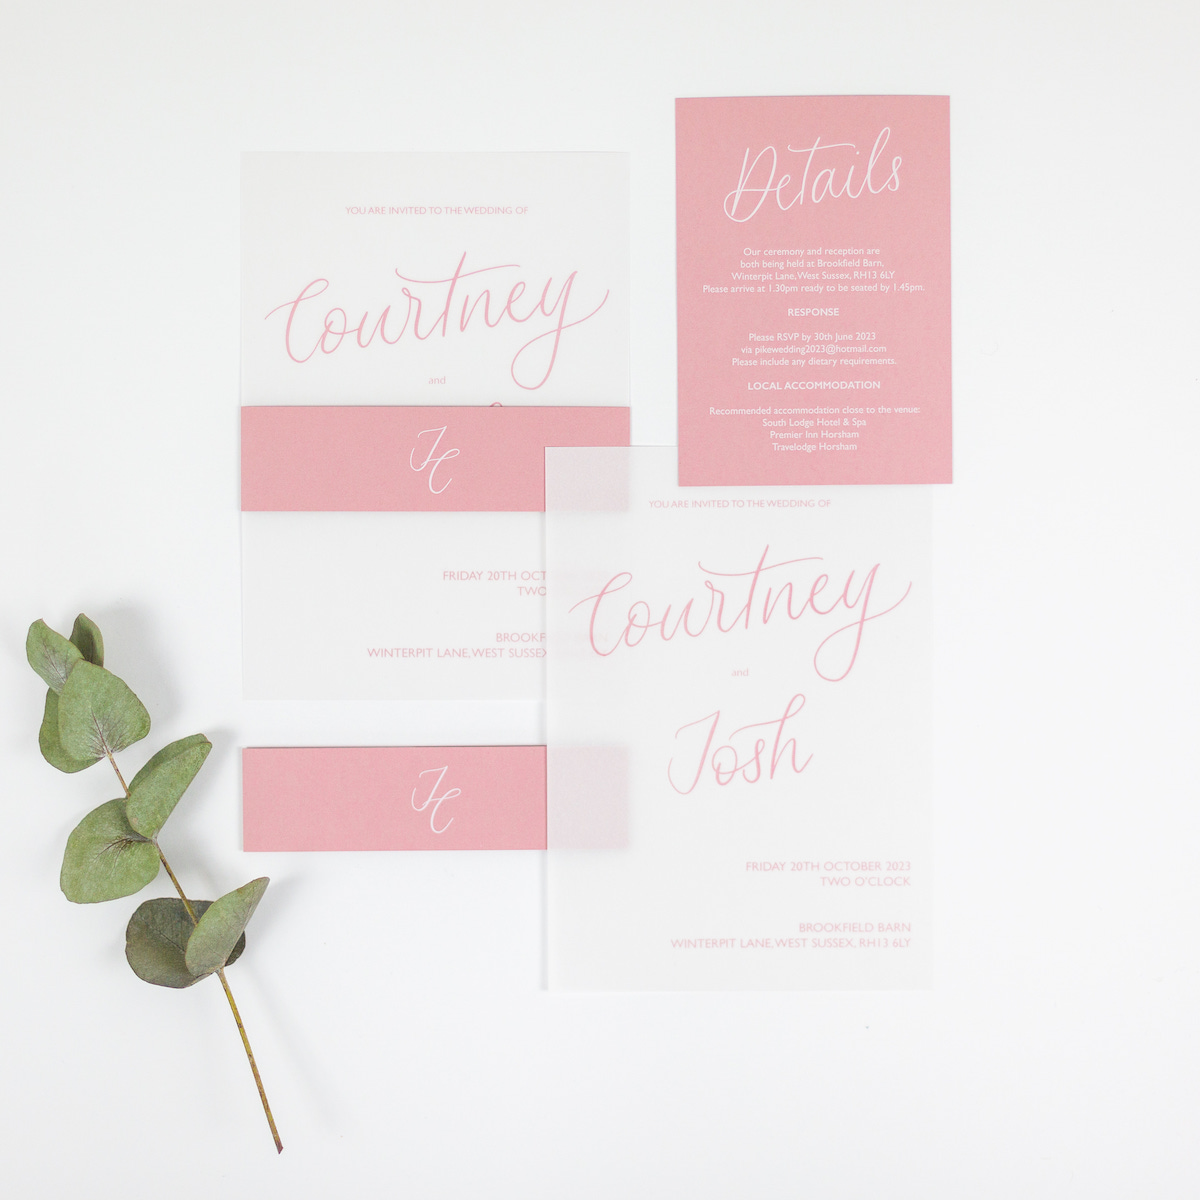 YOU ARE INVITED TO THE WEDDING OF
Courtney
and
JC
FRIDAY 20TH OCT
TWO
BROOKFIELD BARN
WINTERPIT LANE, WEST SUSSEX
JC
Details
Our ceremony and reception are
both being held at Brookfield Barn,
Winterpit Lane, West Sussex, RH13 6LY
Please arrive at 1.30pm ready to be seated by 1.45pm.
RESPONSE
Please RSVP by 30th June 2023
via pikewedding2023@hotmail.com
Please include any dietary requirements.
LOCAL ACCOMMODATION
Recommended accommodation close to the venue:
South Lodge Hotel & Spa
Premier Inn Horsham
Travelodge Horsham
YOU ARE INVITED TO THE WEDDING OF
Courtney
and
Josh
FRIDAY 20TH OCTOBER 2023
TWO O'CLOCK
BROOKFIELD BARN
WINTERPIT LANE, WEST SUSSEX, RH13 6LY